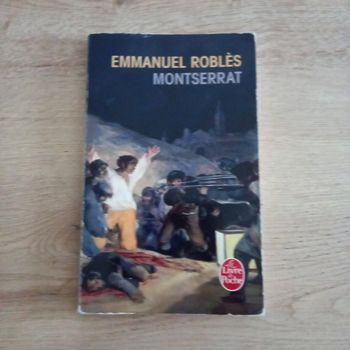 EMMANUEL ROBLÈS
MONTSERRAT
Le
Livre
de
Poche